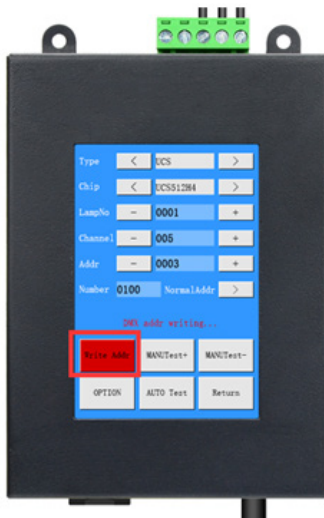 Type < UCS >
Chip < UCS512H4 >
LampNo - 0001 +
Channel - 005 +
Addr - 0003 +
Number 0100 NormalAddr >
DMX addr writing...
Write Addr MANUTest+ MANUTest-
OPTION AUTO Test Return